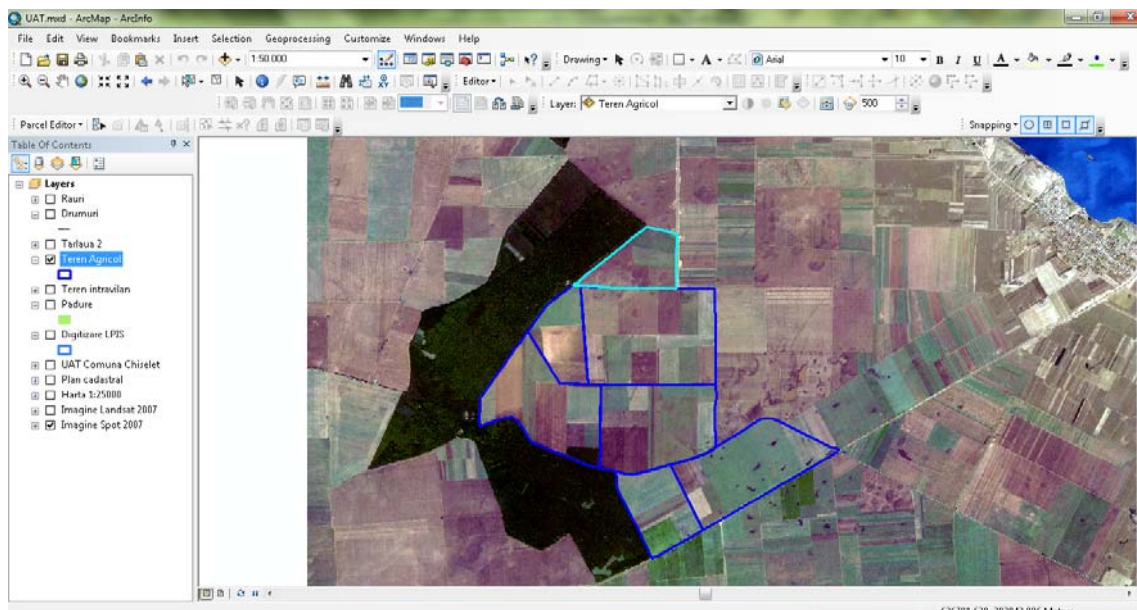 UAT.mxd - ArcMap - ArcInfo
File Edit View Bookmarks Insert Selection Geoprocessing Customize Windows Help
1:50 000 Drawing A Arial 10 B I U A
Editor
Layer: Teren Agricol 500
Parcel Editor Snapping
Table Of Contents
Layers
Rauri
Drumuri
Tarlaua 2
Teren Agricol
Teren intravilan
Padure
Digitizare LPIS
UAT Comuna Chiselet
Plan cadastral
Harta 1:25000
Imagine Landsat 2007
Imagine Spot 2007